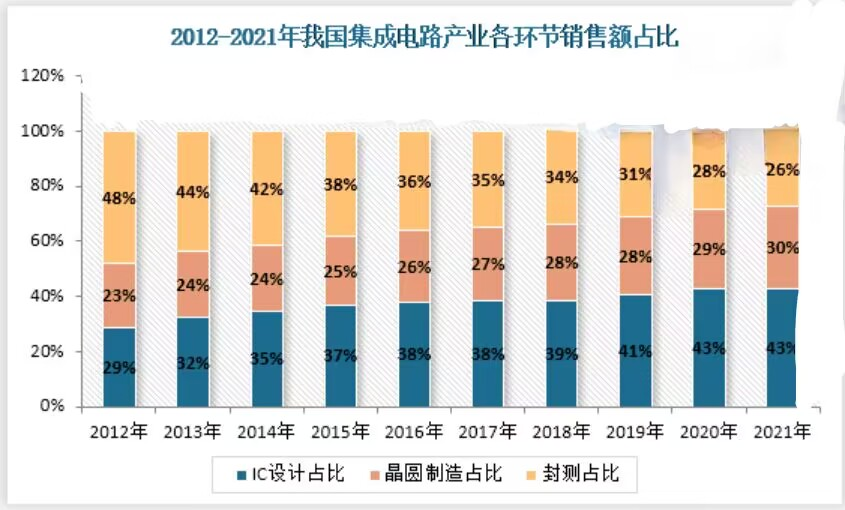 2012-2021年我国集成电路产业各环节销售额占比
120%
100%
80%
60%
40%
20%
0%
48% 44% 42% 38% 36% 35% 34% 31% 28% 26%
23% 24% 24% 25% 26% 27% 28% 28% 29% 30%
29% 32% 35% 37% 38% 38% 39% 41% 43% 43%
2012年 2013年 2014年 2015年 2016年 2017年 2018年 2019年 2020年 2021年
IC设计占比 晶圆制造占比 封测占比